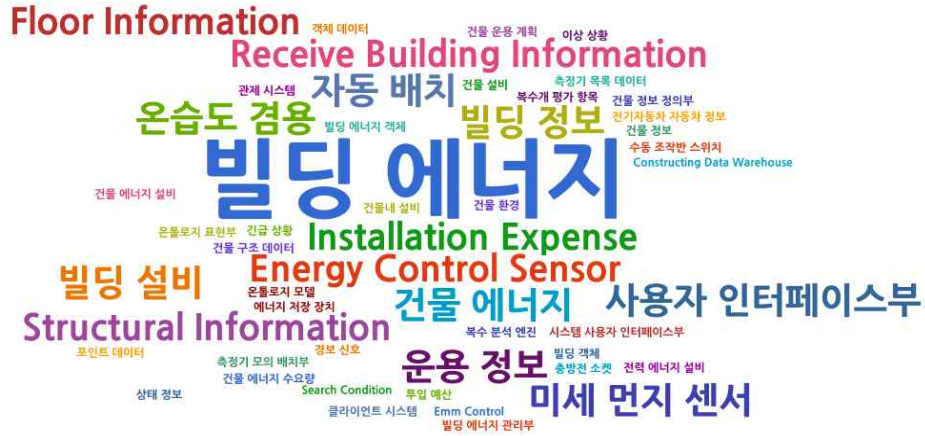 Floor Information
객체 데이터
건물 운용 계획
이상 상황
Receive Building Information
관제 시스템
자동 배치
건물 설비
측정기 목록 데이터
복수개 평가 항목
건물 정보 정의부
온습도 겸용
빌딩 에너지 객체
빌딩 정보
전기자동차 자동차 정보
건물 정보
수동 조작반 스위치
빌딩 에너지
Constructing Data Warehouse
건물 에너지 설비
건물내 설비
건물 환경
온톨로지 표현부
긴급 상황
건물 구조 데이터
Installation Expense
빌딩 설비
Energy Control Sensor
온톨로지 모델
에너지 저장 장치
건물 에너지
사용자 인터페이스부
Structural Information
복수 분석 엔진
시스템 사용자 인터페이스부
포인트 데이터
경보 신호
측정기 모의 배치부
운용 정보
빌딩 객체
충방전 소켓
전력 에너지 설비
건물 에너지 수요량
상태 정보
Search Condition
투입 예산
미세 먼지 센서
클라이언트 시스템
Emm Control
빌딩 에너지 관리부